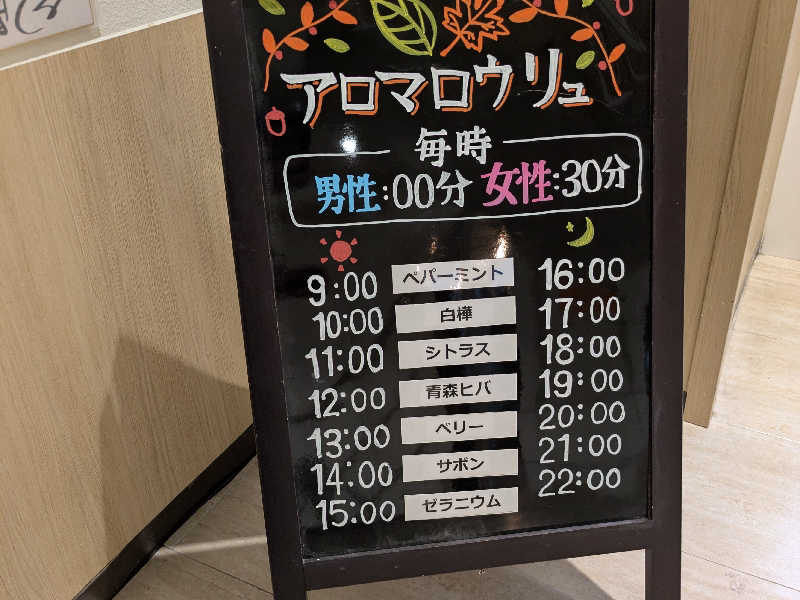 アロマロウリュ
毎時
男性:00分 女性:30分
9:00 ペパーミント 16:00
10:00 白樺 17:00
11:00 シトラス 18:00
12:00 青森ヒバ 19:00
13:00 ベリー 20:00
14:00 サボン 21:00
15:00 ゼラニウム 22:00